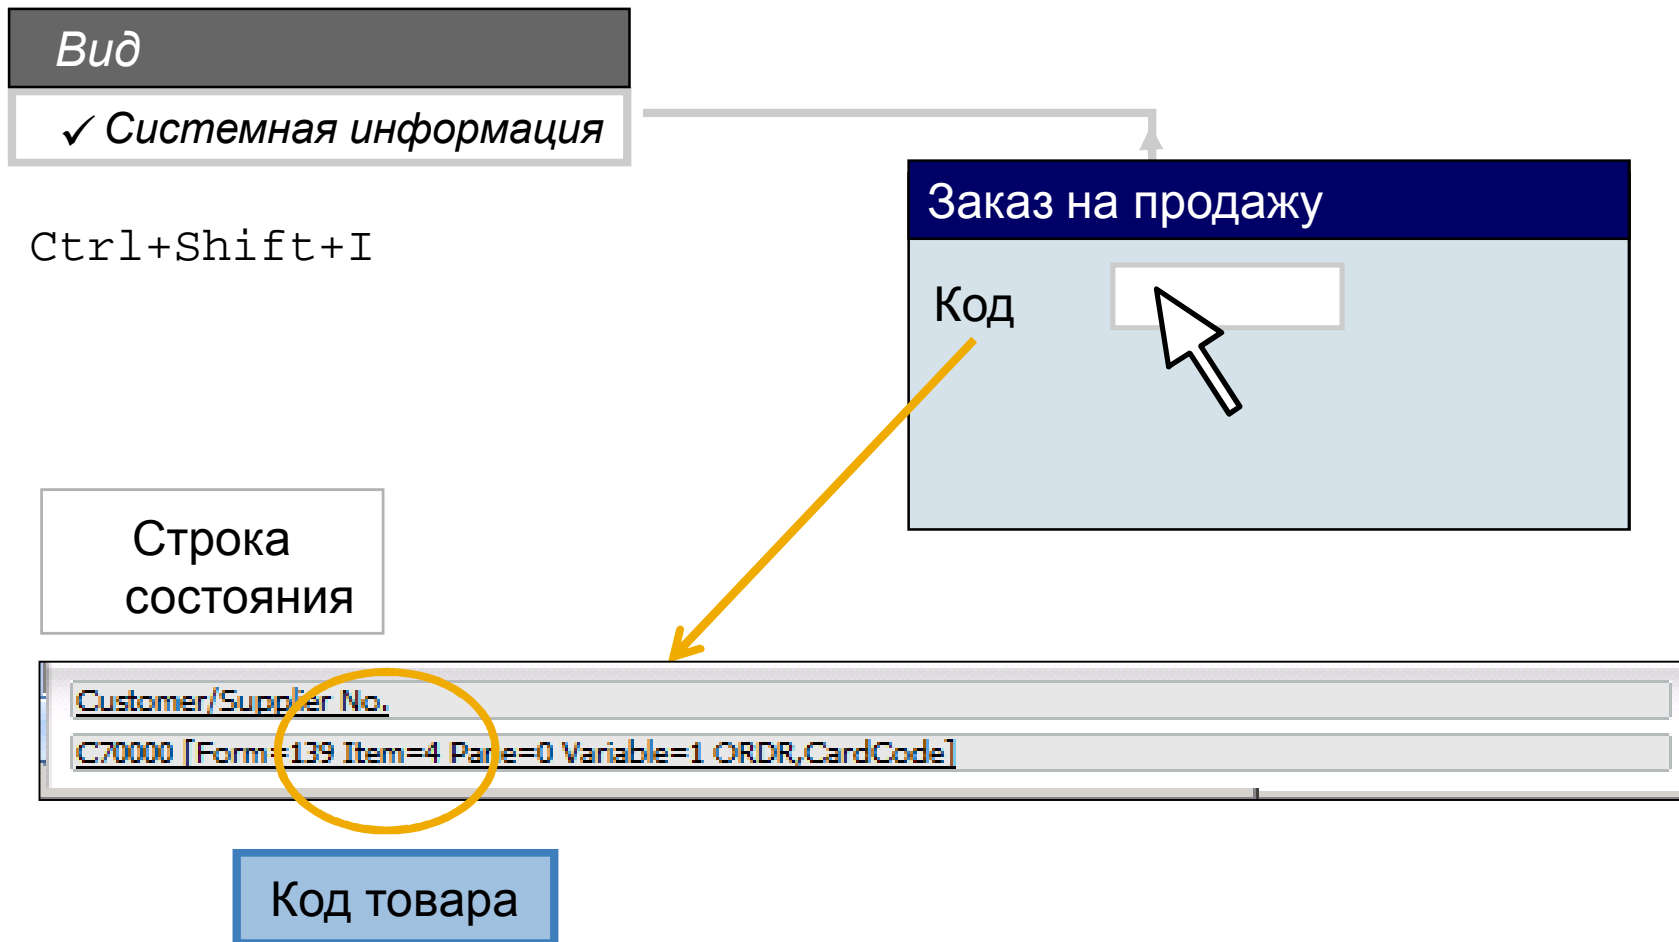 Вид
✓ Системная информация
Ctrl+Shift+I
Заказ на продажу
Код
Строка
состояния
Customer/Supplier No.
C70000 [Form=139 Item=4 Pane=0 Variable=1 ORDR,CardCode]
Код товара